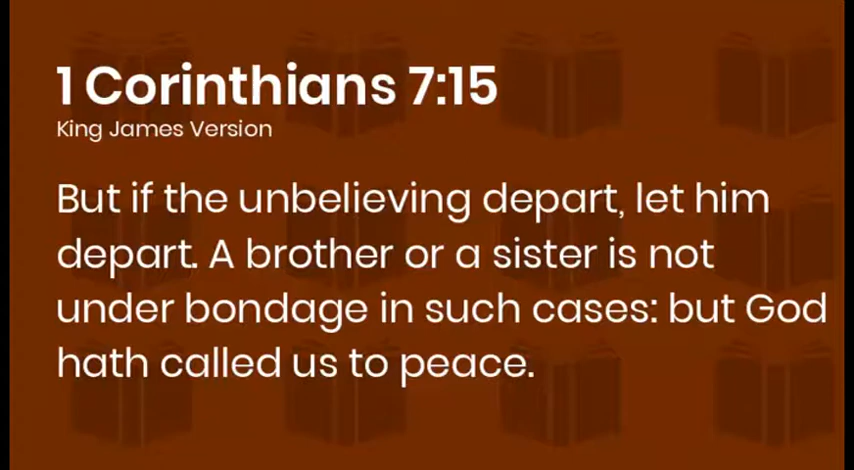 1 Corinthians 7:15
King James Version
But if the unbelieving depart, let him
depart. A brother or a sister is not
under bondage in such cases: but God
hath called us to peace.